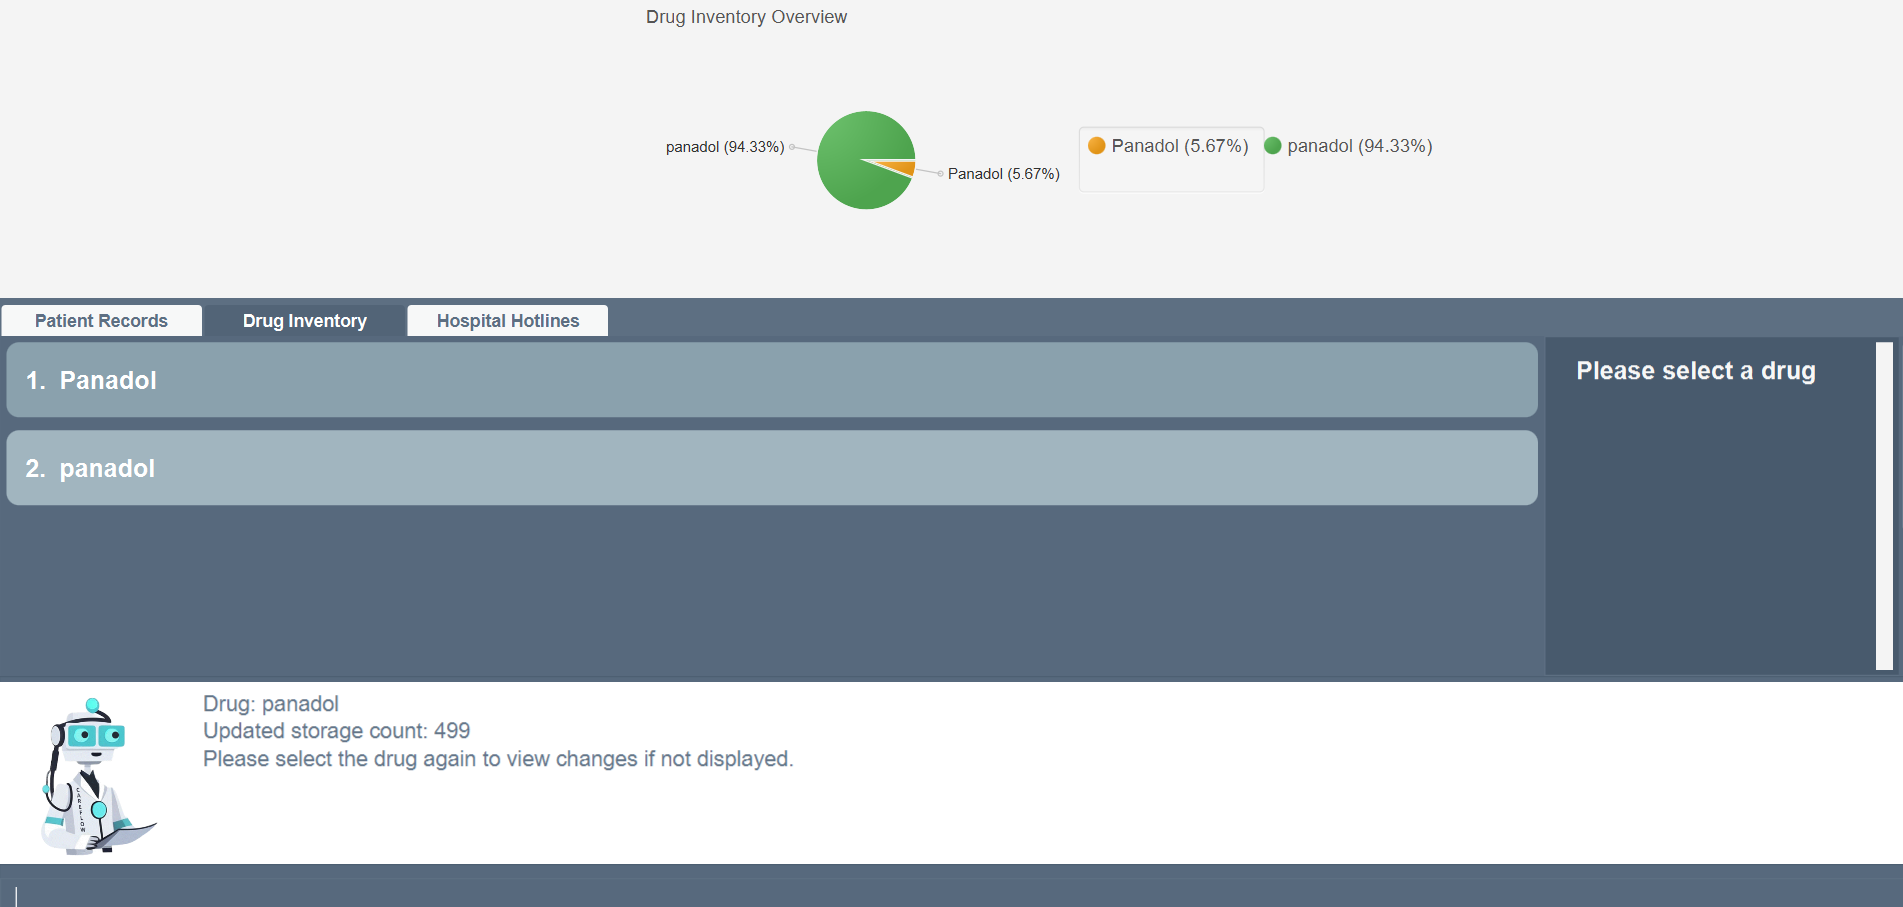 Drug Inventory Overview
panadol (94.33%)
Panadol (5.67%)
Panadol (5.67%)
panadol (94.33%)
Patient Records
Drug Inventory
Hospital Hotlines
1. Panadol
2. panadol
Please select a drug
Drug: panadol
Updated storage count: 499
Please select the drug again to view changes if not displayed.
CAREFLOW